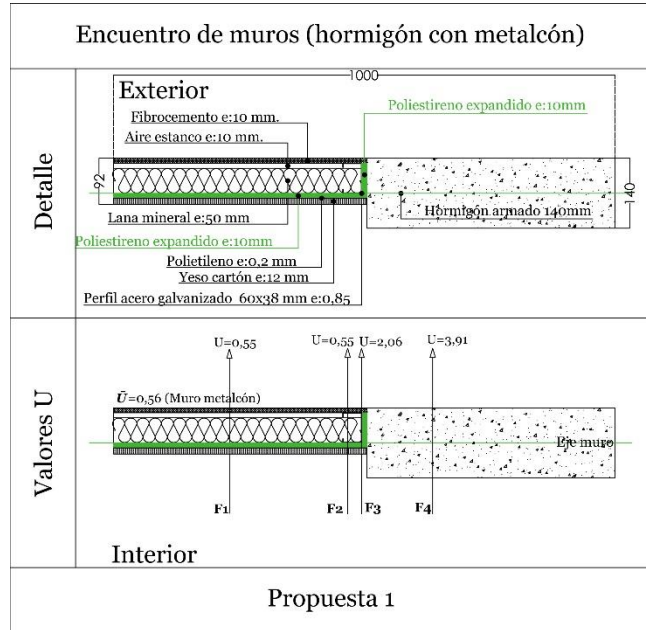 Encuentro de muros (hormigón con metalcón)
Detalle
1000
Exterior
Poliestireno expandido e:10mm
Fibrocemento e:10 mm.
Aire estanco e:10 mm.
92
140
Lana mineral e:50 mm
Hormigón armado 140mm
Poliestireno expandido e:10mm
Polietileno e:0,2 mm
Yeso cartón e:12 mm
Perfil acero galvanizado 60x38 mm e:0,85
Valores U
U=0,55 U=0,55 U=2,06 U=3,91
Ū=0,56 (Muro metalcón)
Eje muro
F1 F2 F3 F4
Interior
Propuesta 1